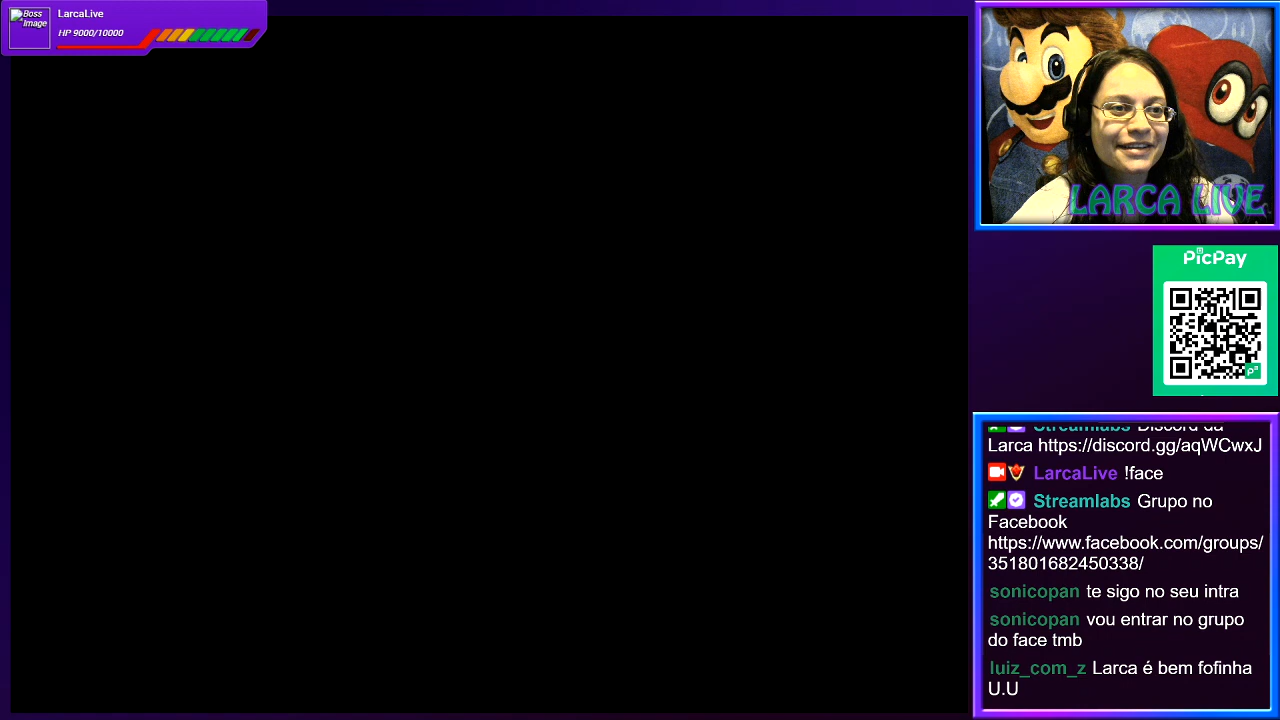 Boss
Image
LarcaLive
HP 9000/10000
LARCA LIVE
PicPay
Streamlabs Discord da
Larca https://discord.gg/aqWCwxJ
LarcaLive !face
Streamlabs Grupo no
Facebook
https://www.facebook.com/groups/
351801682450338/
sonicopan te sigo no seu intra
sonicopan vou entrar no grupo
do face tmb
luiz_com_z Larca é bem fofinha
U.U